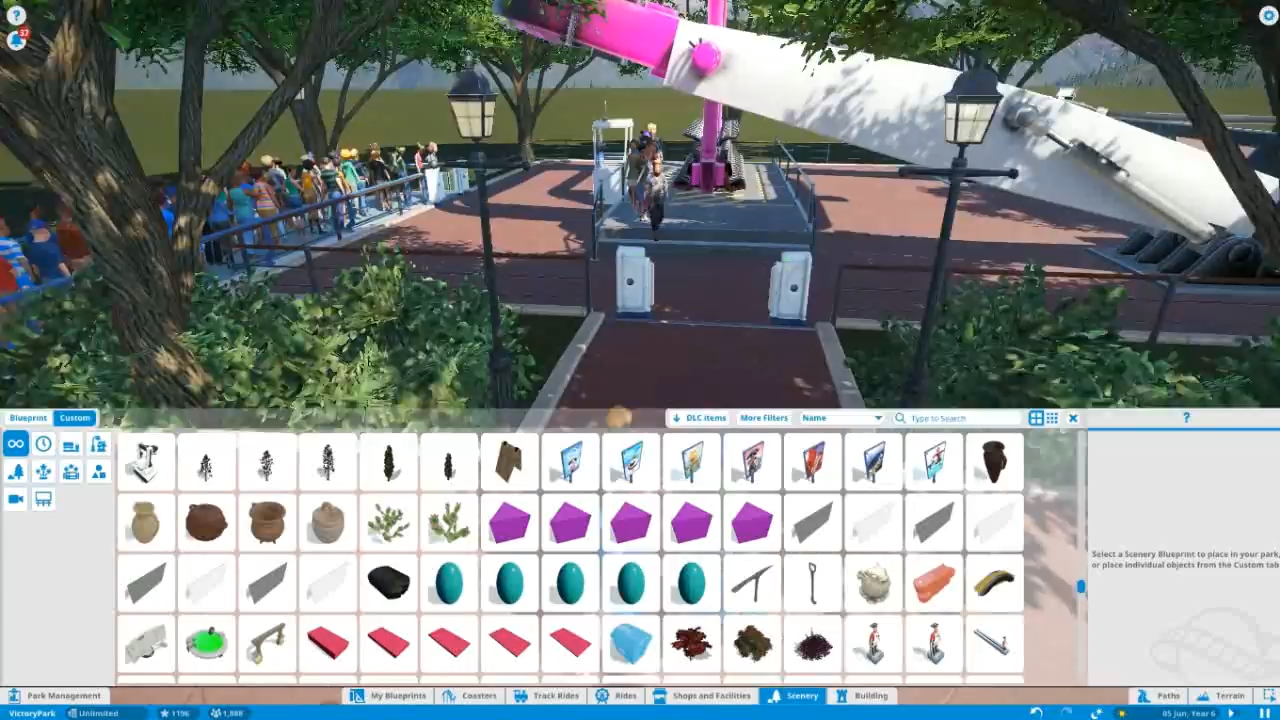 ?
37
Blueprint
Custom
DLC items
More Filters
Name
Type to Search
?
Select a Scenery Blueprint to place in your park,
or place individual objects from the Custom tab
Park Management
My Blueprints
Coasters
Track Rides
Rides
Shops and Facilities
Scenery
Building
Paths
Terrain
VictoryPark
Unlimited
1196
05 Jun, Year 6